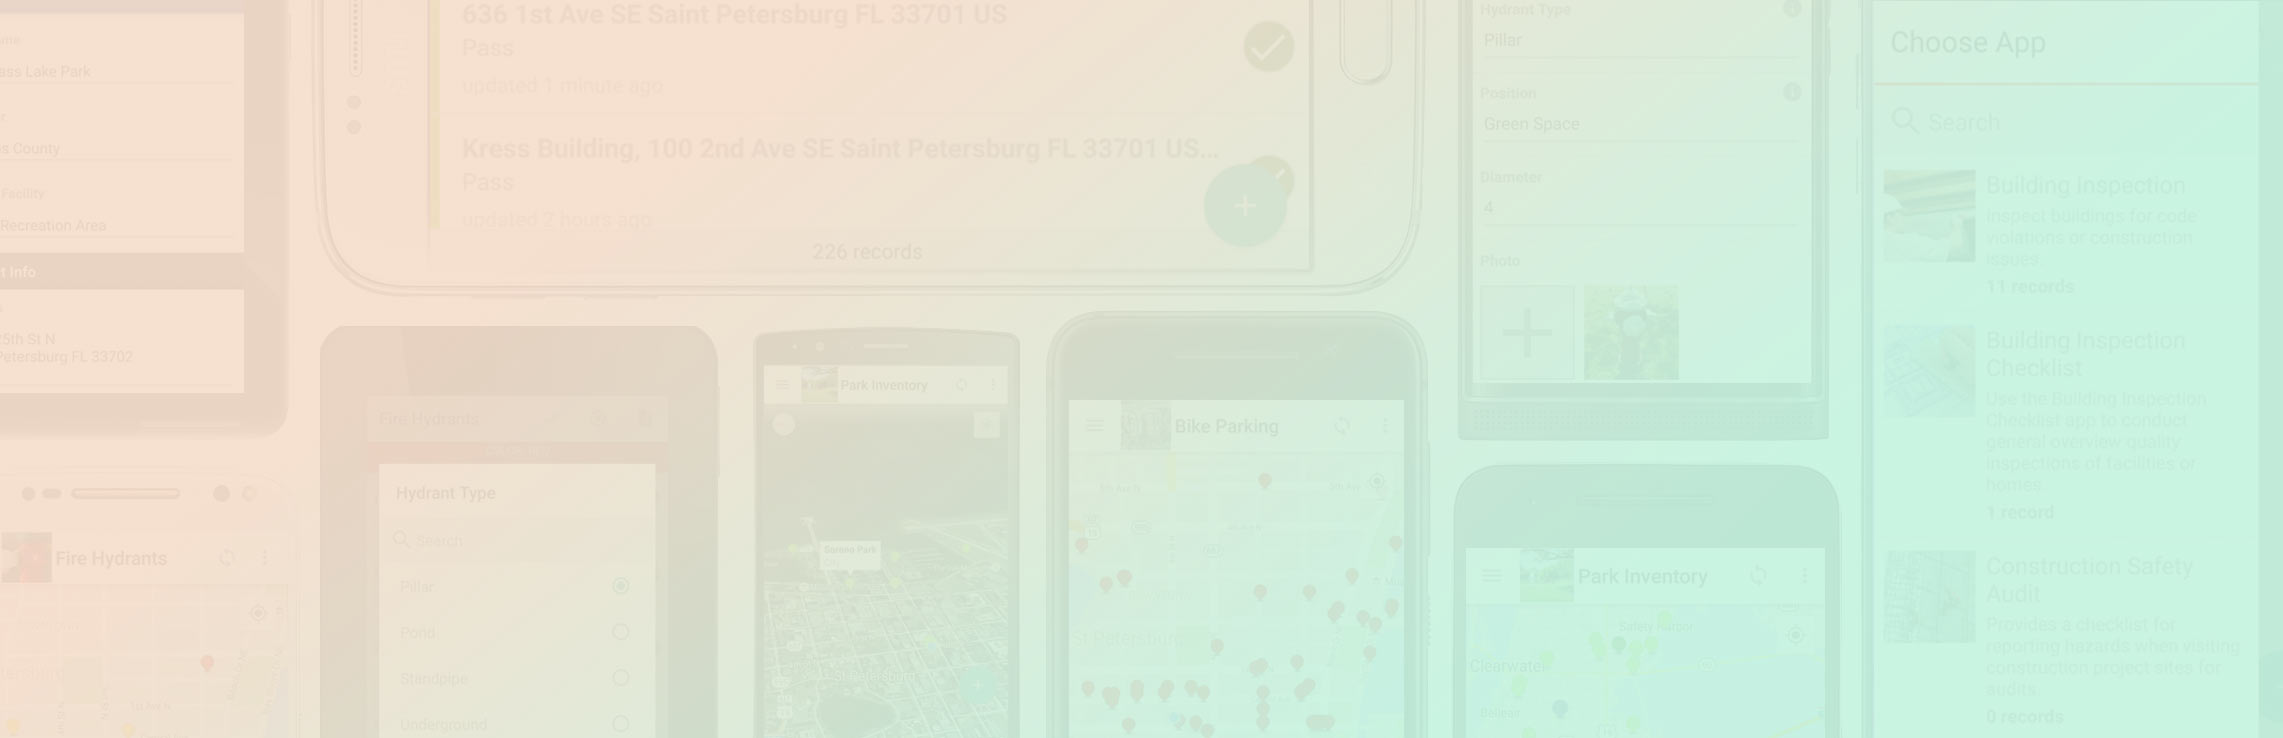 ass Lake Park
s County
Facility
Recreation Area
t Info
25th St N
Petersburg FL 33702
Fire Hydrants
1st Ave N
636 1st Ave SE Saint Petersburg FL 33701 US
Pass
updated 1 minute ago
Kress Building, 100 2nd Ave SE Saint Petersburg FL 33701 US...
Pass
updated 2 hours ago
226 records
Fire Hydrants
Hydrant Type
Search
Pillar
Pond
Standpipe
Underground
Park Inventory
Sereno Park
St Petersburg
Bike Parking
5th Ave N
5th Ave
St Petersburg
Hydrant Type
Pillar
Position
Green Space
Diameter
4
Photo
Park Inventory
Safety Harbor
Clearwater
Belleair
Choose App
Search
Building Inspection
Inspect buildings for code
violations or construction
issues.
11 records
Building Inspection
Checklist
Use the Building Inspection
Checklist app to conduct
general overview quality
inspections of facilities or
homes.
1 record
Construction Safety
Audit
Provides a checklist for
reporting hazards when visiting
construction project sites for
audits.
0 records